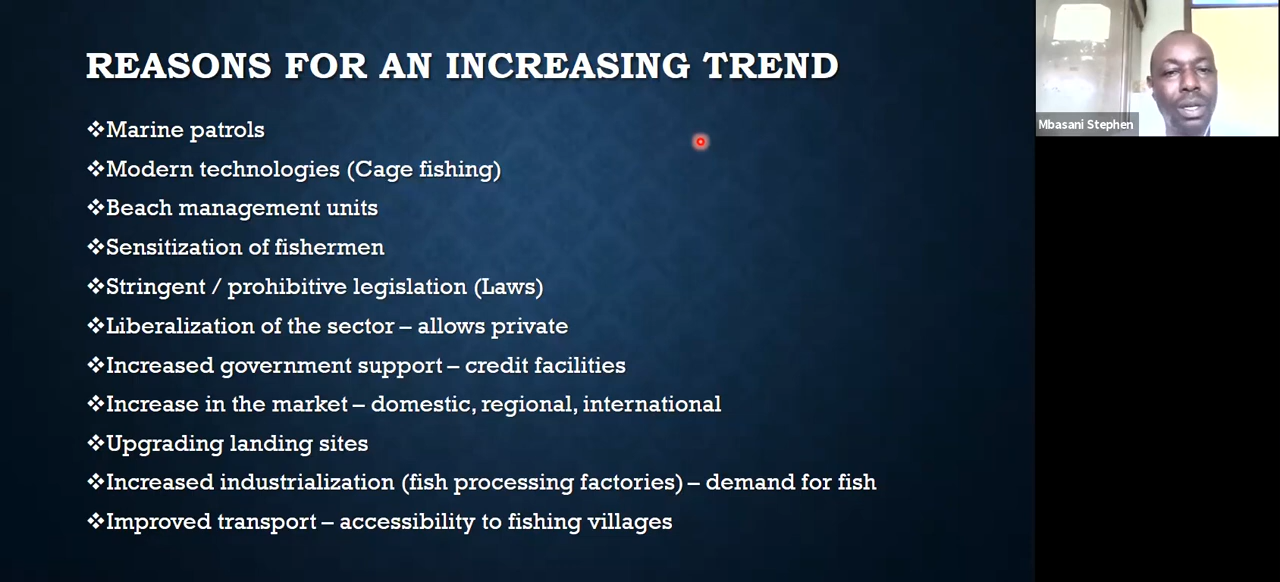 REASONS FOR AN INCREASING TREND
❖Marine patrols
❖Modern technologies (Cage fishing)
❖Beach management units
❖Sensitization of fishermen
❖Stringent / prohibitive legislation (Laws)
❖Liberalization of the sector – allows private
❖Increased government support – credit facilities
❖Increase in the market – domestic, regional, international
❖Upgrading landing sites
❖Increased industrialization (fish processing factories) – demand for fish
❖Improved transport – accessibility to fishing villages
Mbasani Stephen